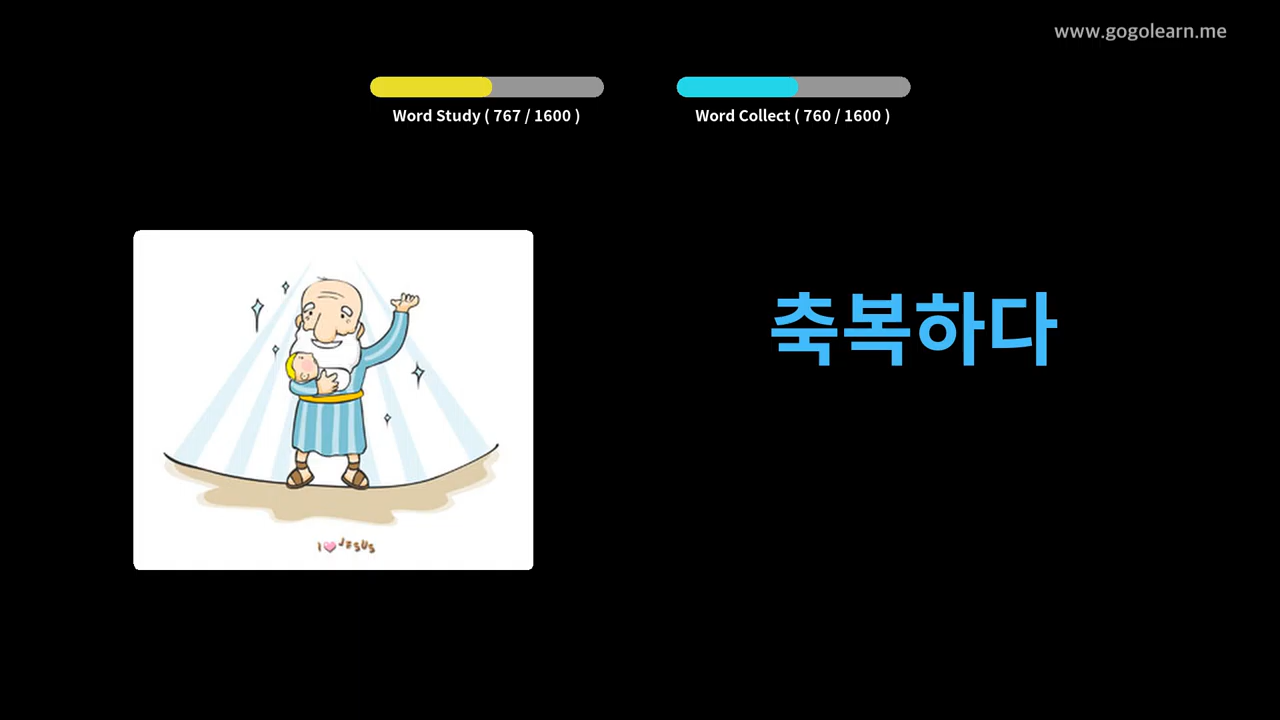 www.gogolearn.me
Word Study ( 767 / 1600 )
Word Collect ( 760 / 1600 )
축복하다
I ♥ JESUS